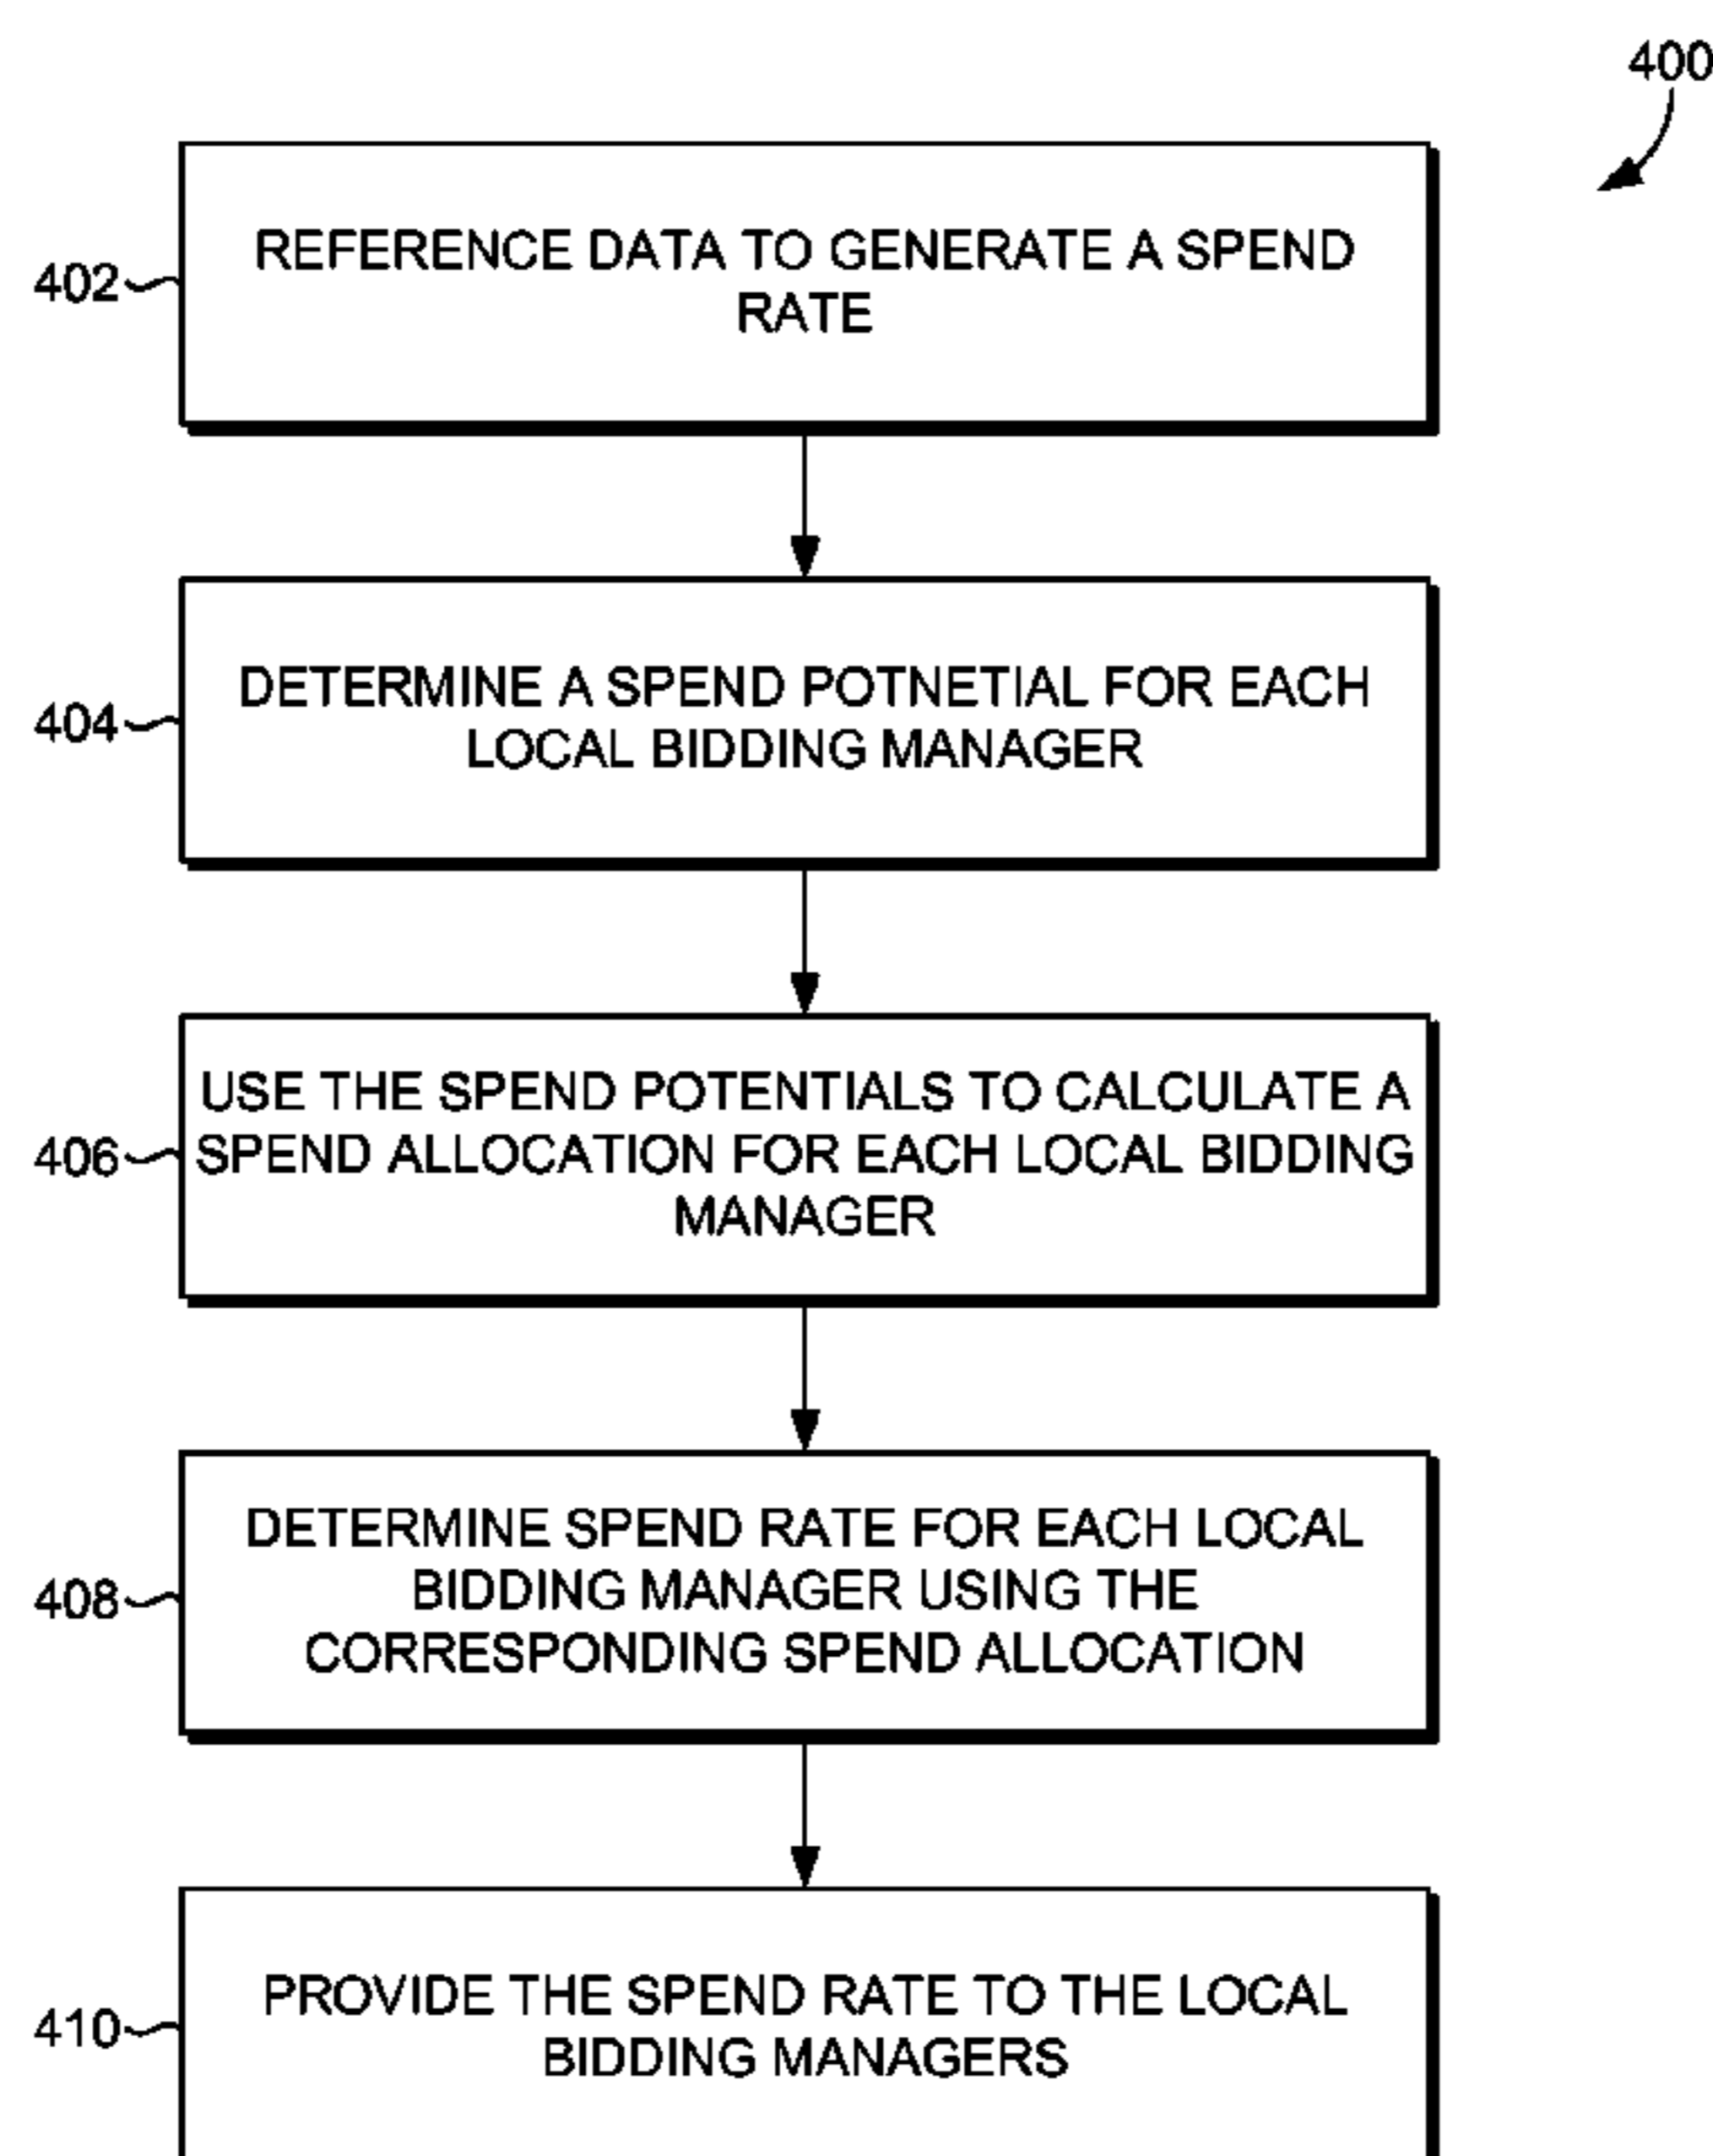 400
402
REFERENCE DATA TO GENERATE A SPEND
RATE
404
DETERMINE A SPEND POTNETIAL FOR EACH
LOCAL BIDDING MANAGER
406
USE THE SPEND POTENTIALS TO CALCULATE A
SPEND ALLOCATION FOR EACH LOCAL BIDDING
MANAGER
408
DETERMINE SPEND RATE FOR EACH LOCAL
BIDDING MANAGER USING THE
CORRESPONDING SPEND ALLOCATION
410
PROVIDE THE SPEND RATE TO THE LOCAL
BIDDING MANAGERS